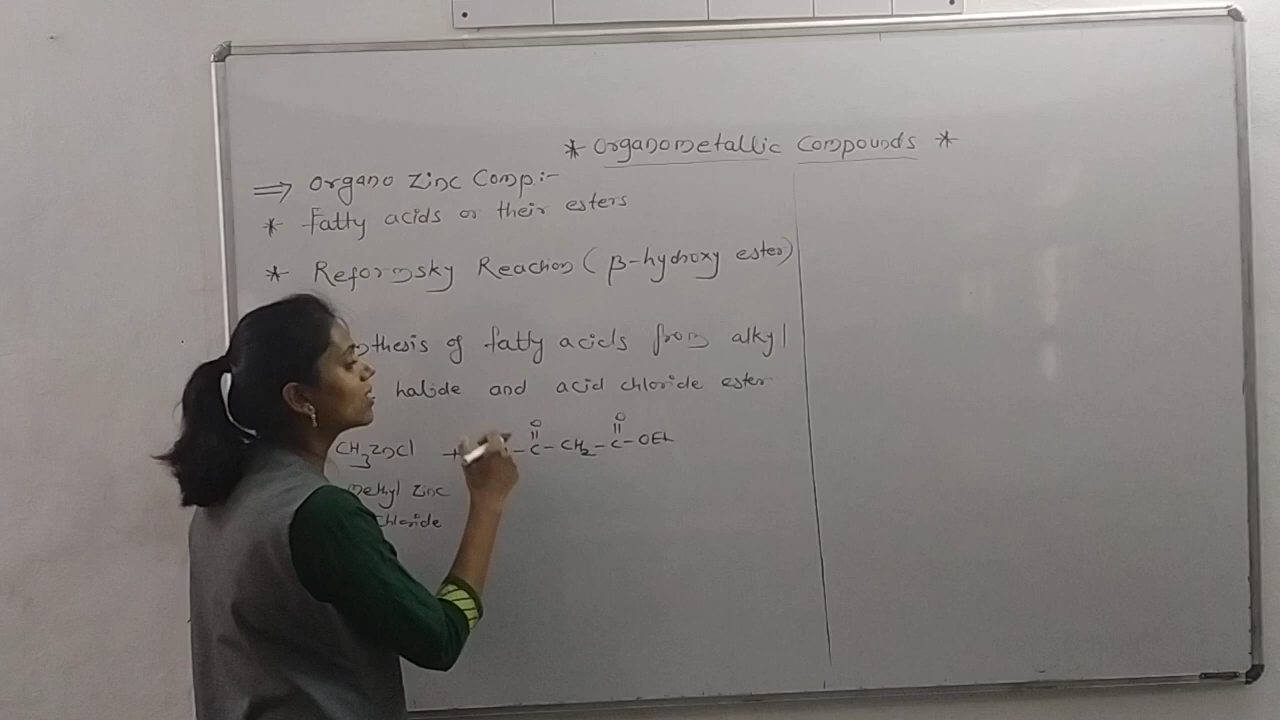 * Organometallic Compounds *
⇒ Organo Zinc Comp:-
* Fatty acids or their esters
* Reformsky Reaction (β-hydroxy ester)
of fatty acids from alkyl
halide and acid chloride ester
CH3ZnCl + - C - CH2 - C - OEt
O O
methyl zinc
chloride